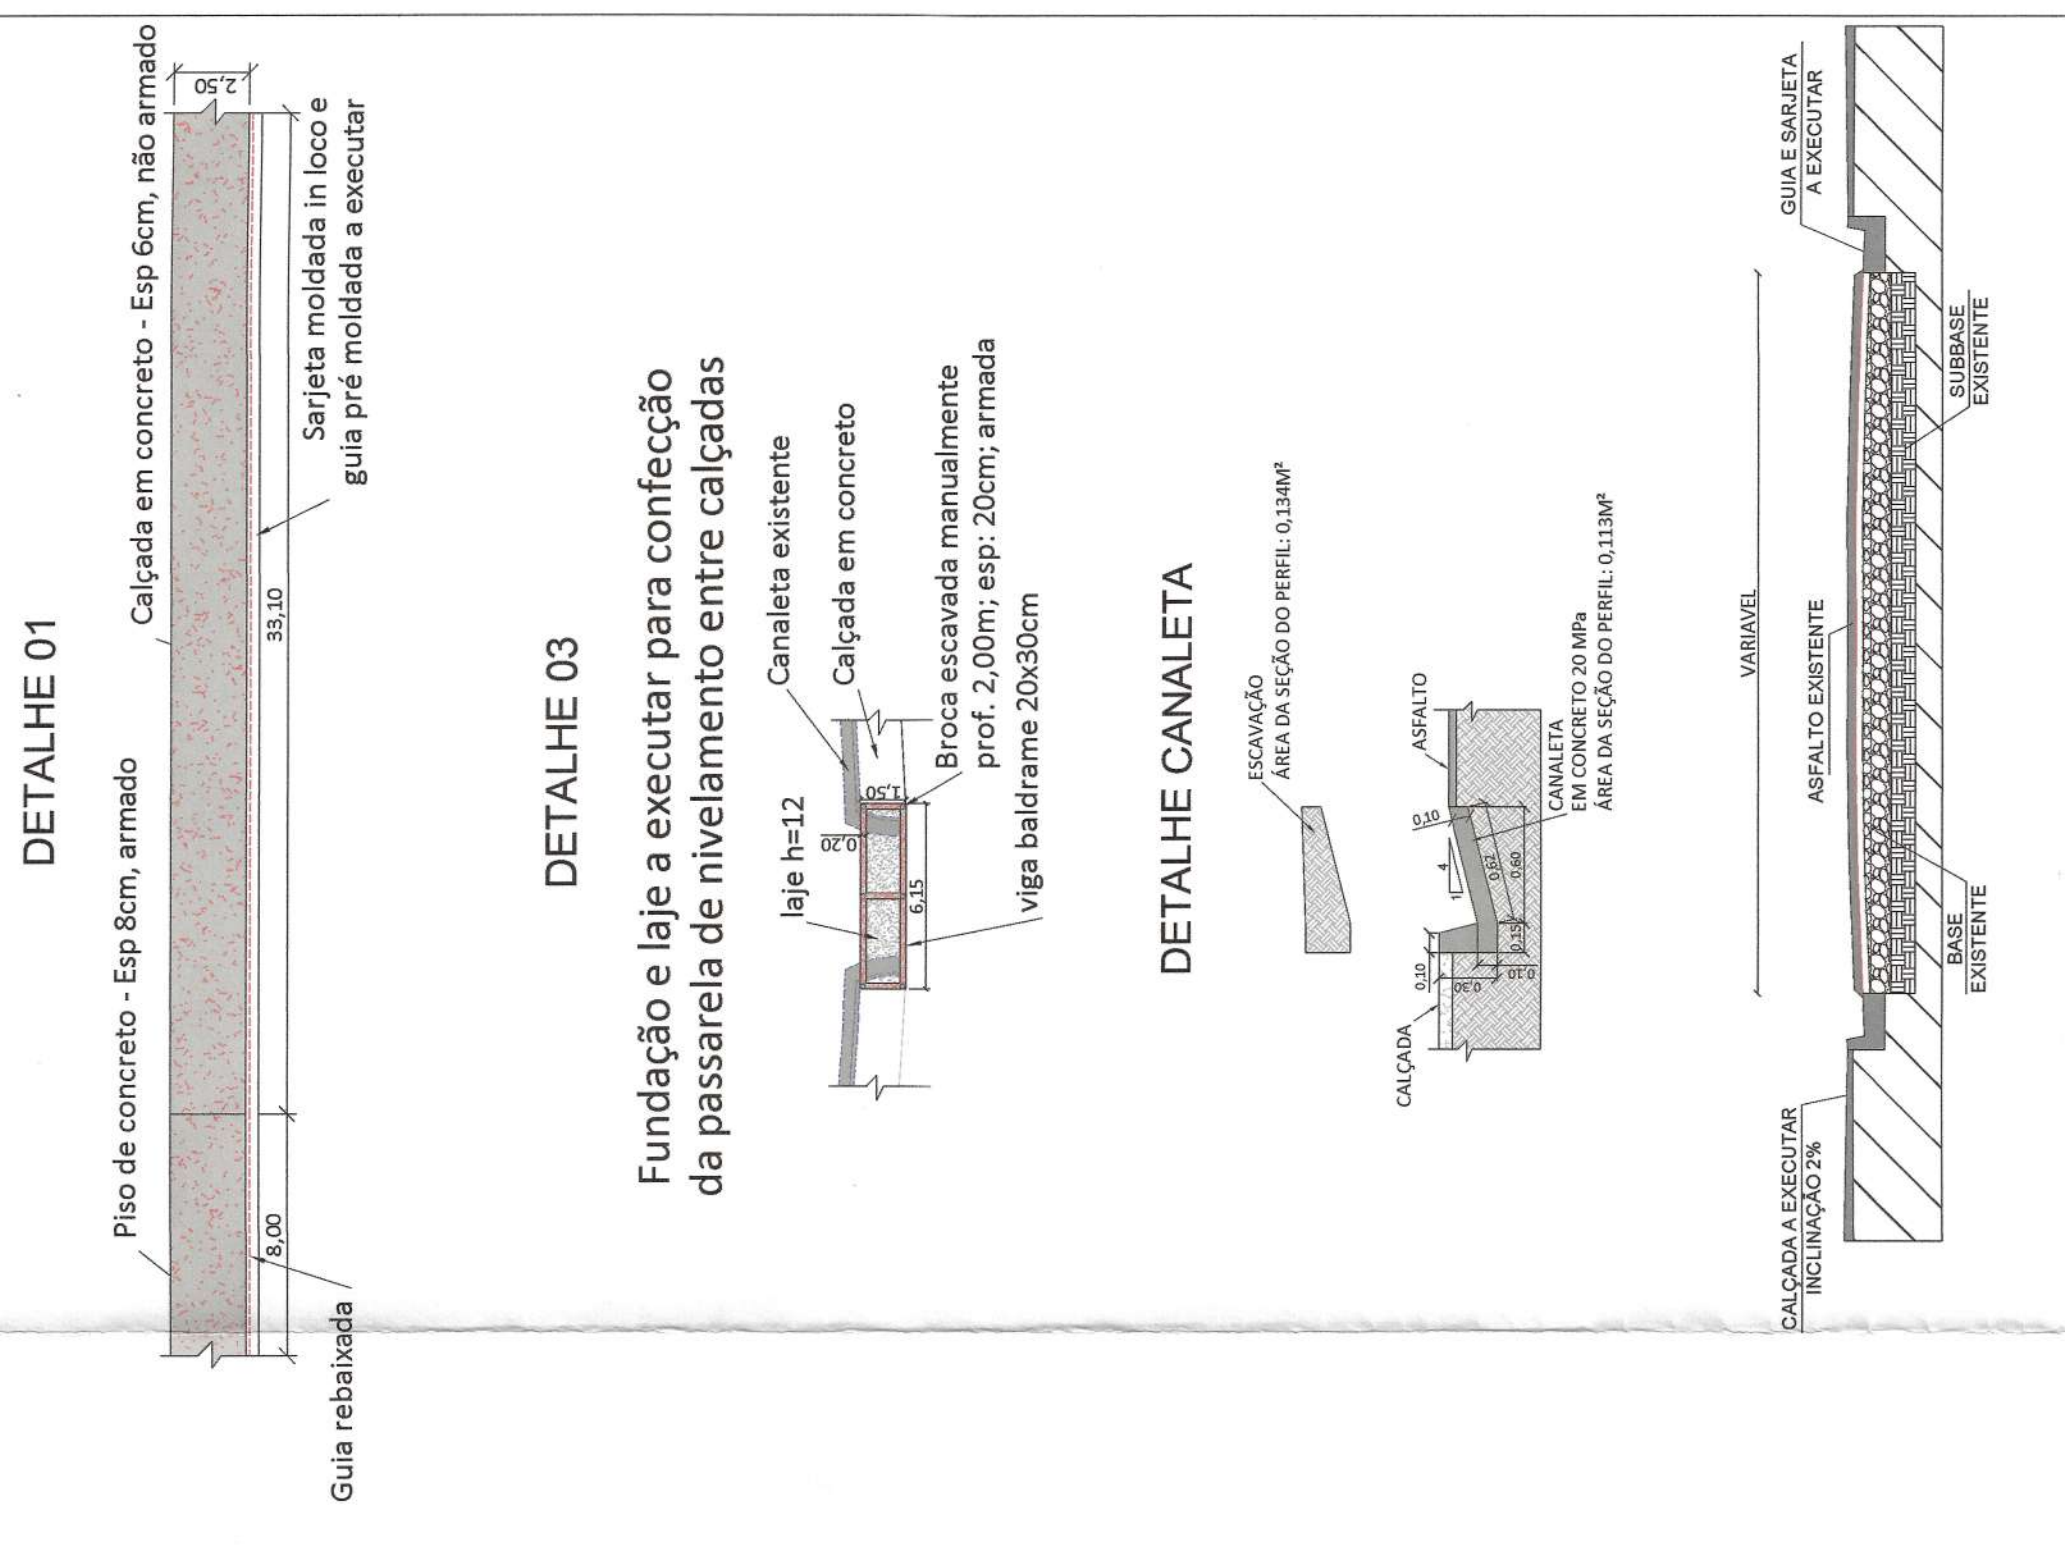 DETALHE 01
Piso de concreto - Esp 8cm, armado
Calçada em concreto - Esp 6cm, não armado
2,50
8,00
33,10
Guia rebaixada
Sarjeta moldada in loco e
guia pré moldada a executar
DETALHE 03
Fundação e laje a executar para confecção
da passarela de nivelamento entre calçadas
Canaleta existente
laje h=12
Calçada em concreto
0,20
1,50
6,15
Broca escavada manualmente
prof. 2,00m; esp: 20cm; armada
viga baldrame 20x30cm
DETALHE CANALETA
ESCAVAÇÃO
ÁREA DA SEÇÃO DO PERFIL: 0,134M²
CALÇADA
ASFALTO
0,10
0,10
1
4
0,30
0,62
0,10
0,15
0,60
CANALETA
EM CONCRETO 20 MPa
ÁREA DA SEÇÃO DO PERFIL: 0,113M²
VARIAVEL
CALÇADA A EXECUTAR
INCLINAÇÃO 2%
ASFALTO EXISTENTE
GUIA E SARJETA
A EXECUTAR
BASE
EXISTENTE
SUBBASE
EXISTENTE